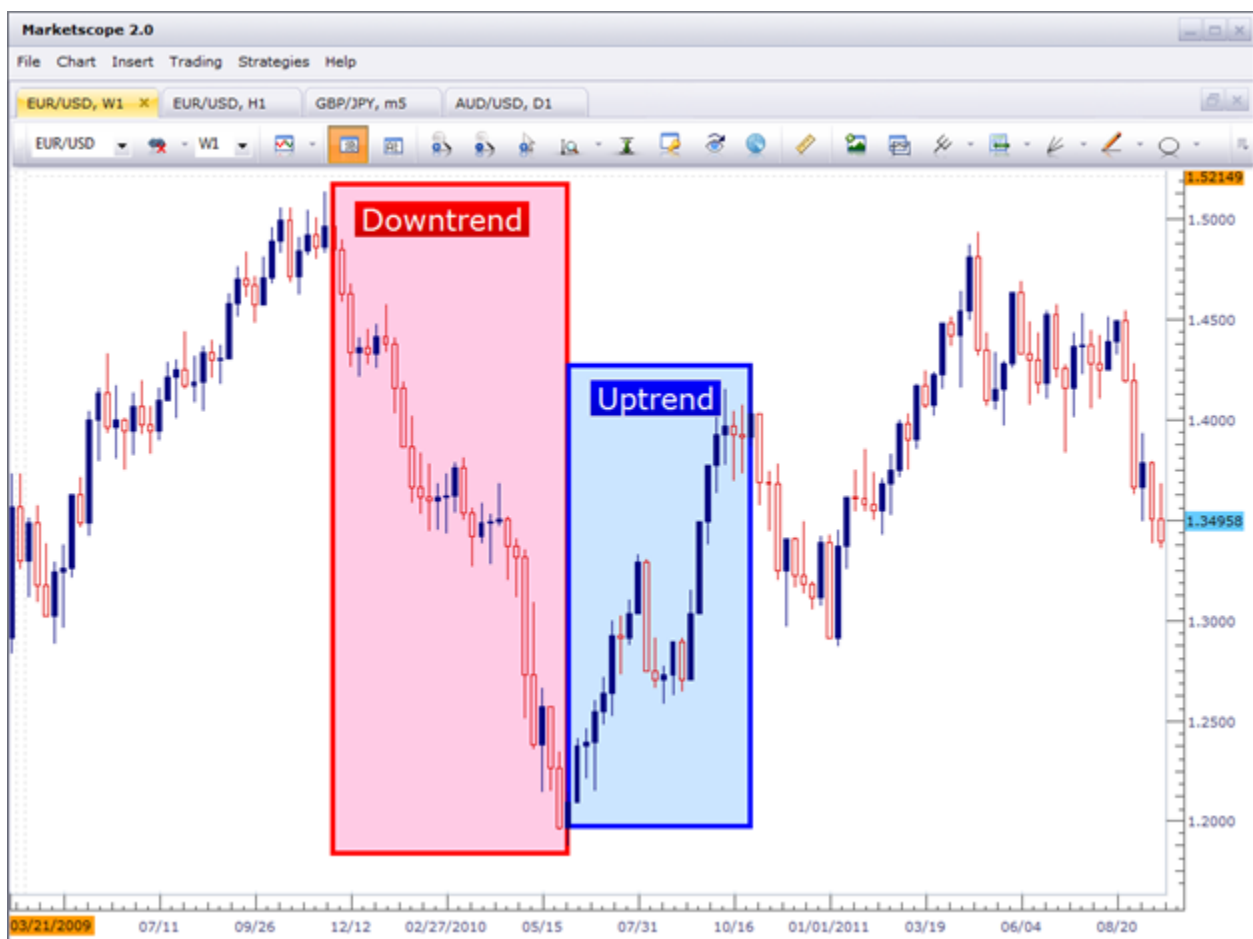 Marketscope 2.0
File Chart Insert Trading Strategies Help
EUR/USD, W1 × EUR/USD, H1 GBP/JPY, m5 AUD/USD, D1
EUR/USD W1
1.52149
Downtrend
1.5000
1.4500
Uptrend
1.4000
1.34958
1.3000
1.2500
1.2000
03/21/2009 07/11 09/26 12/12 02/27/2010 05/15 07/31 10/16 01/01/2011 03/19 06/04 08/20